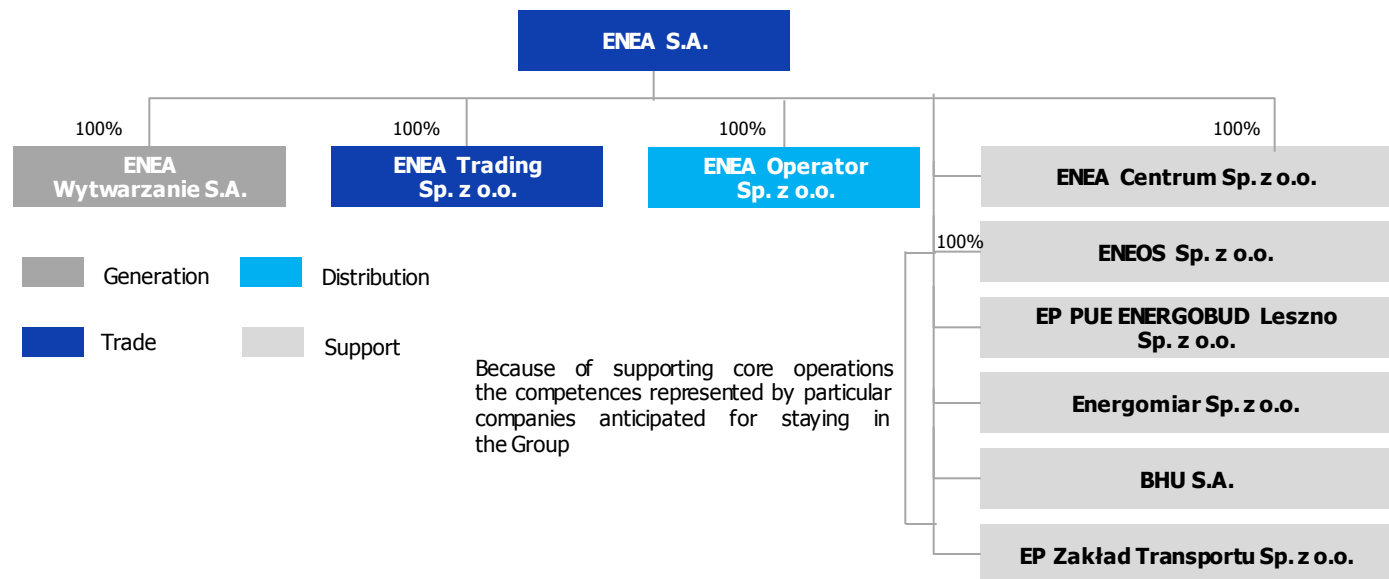 ENEA S.A.
100%
100%
100%
100%
ENEA
Wytwarzanie S.A.
ENEA Trading
Sp. z o.o.
ENEA Operator
Sp. z o.o.
ENEA Centrum Sp. z o.o.
100%
ENEOS Sp. z o.o.
EP PUE ENERGOBUD Leszno
Sp. z o.o.
Energomiar Sp. z o.o.
BHU S.A.
EP Zakład Transportu Sp. z o.o.
Generation
Distribution
Trade
Support
Because of supporting core operations
the competences represented by particular
companies anticipated for staying in
the Group